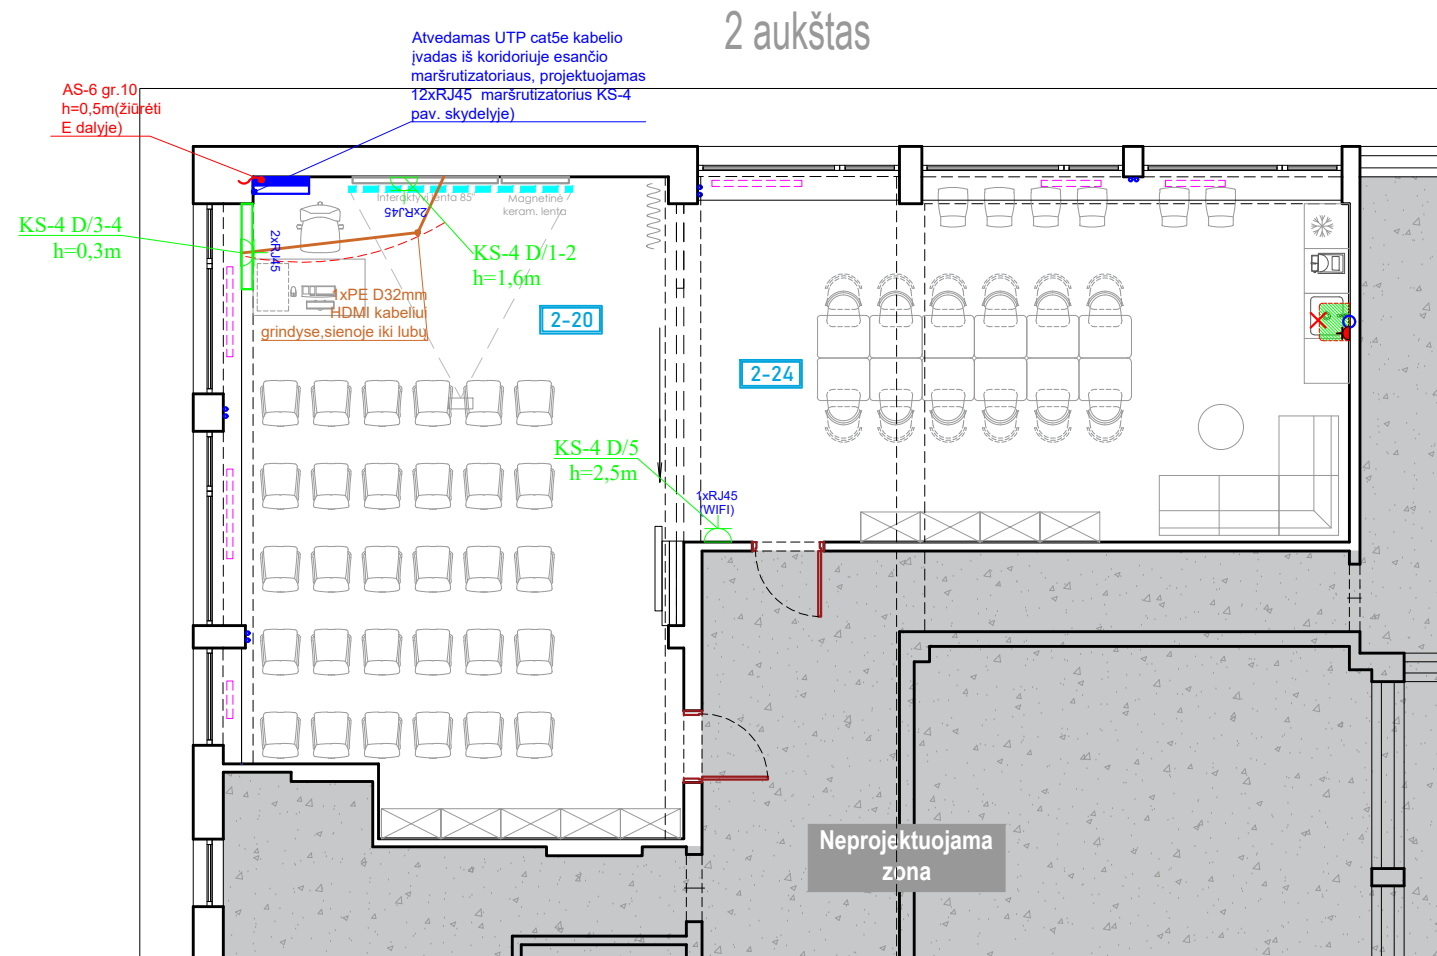 2 aukštas
Atvedamas UTP cat5e kabelio
įvadas iš koridoriuje esančio
maršrutizatoriaus, projektuojamas
12xRJ45 maršrutizatorius KS-4
pav. skydelyje)
AS-6 gr.10
h=0,5m(žiūrėti
E dalyje)
KS-4 D/3-4
h=0,3m
2xRJ45
Interaktyvi lenta 85"
2xRJ45
Magnetinė
keram. lenta
KS-4 D/1-2
h=1,6m
1xPE D32mm
HDMI kabeliui
grindyse,sienoje iki lubų
2-20
2-24
KS-4 D/5
h=2,5m
1xRJ45
(WIFI)
Neprojektuojama
zona